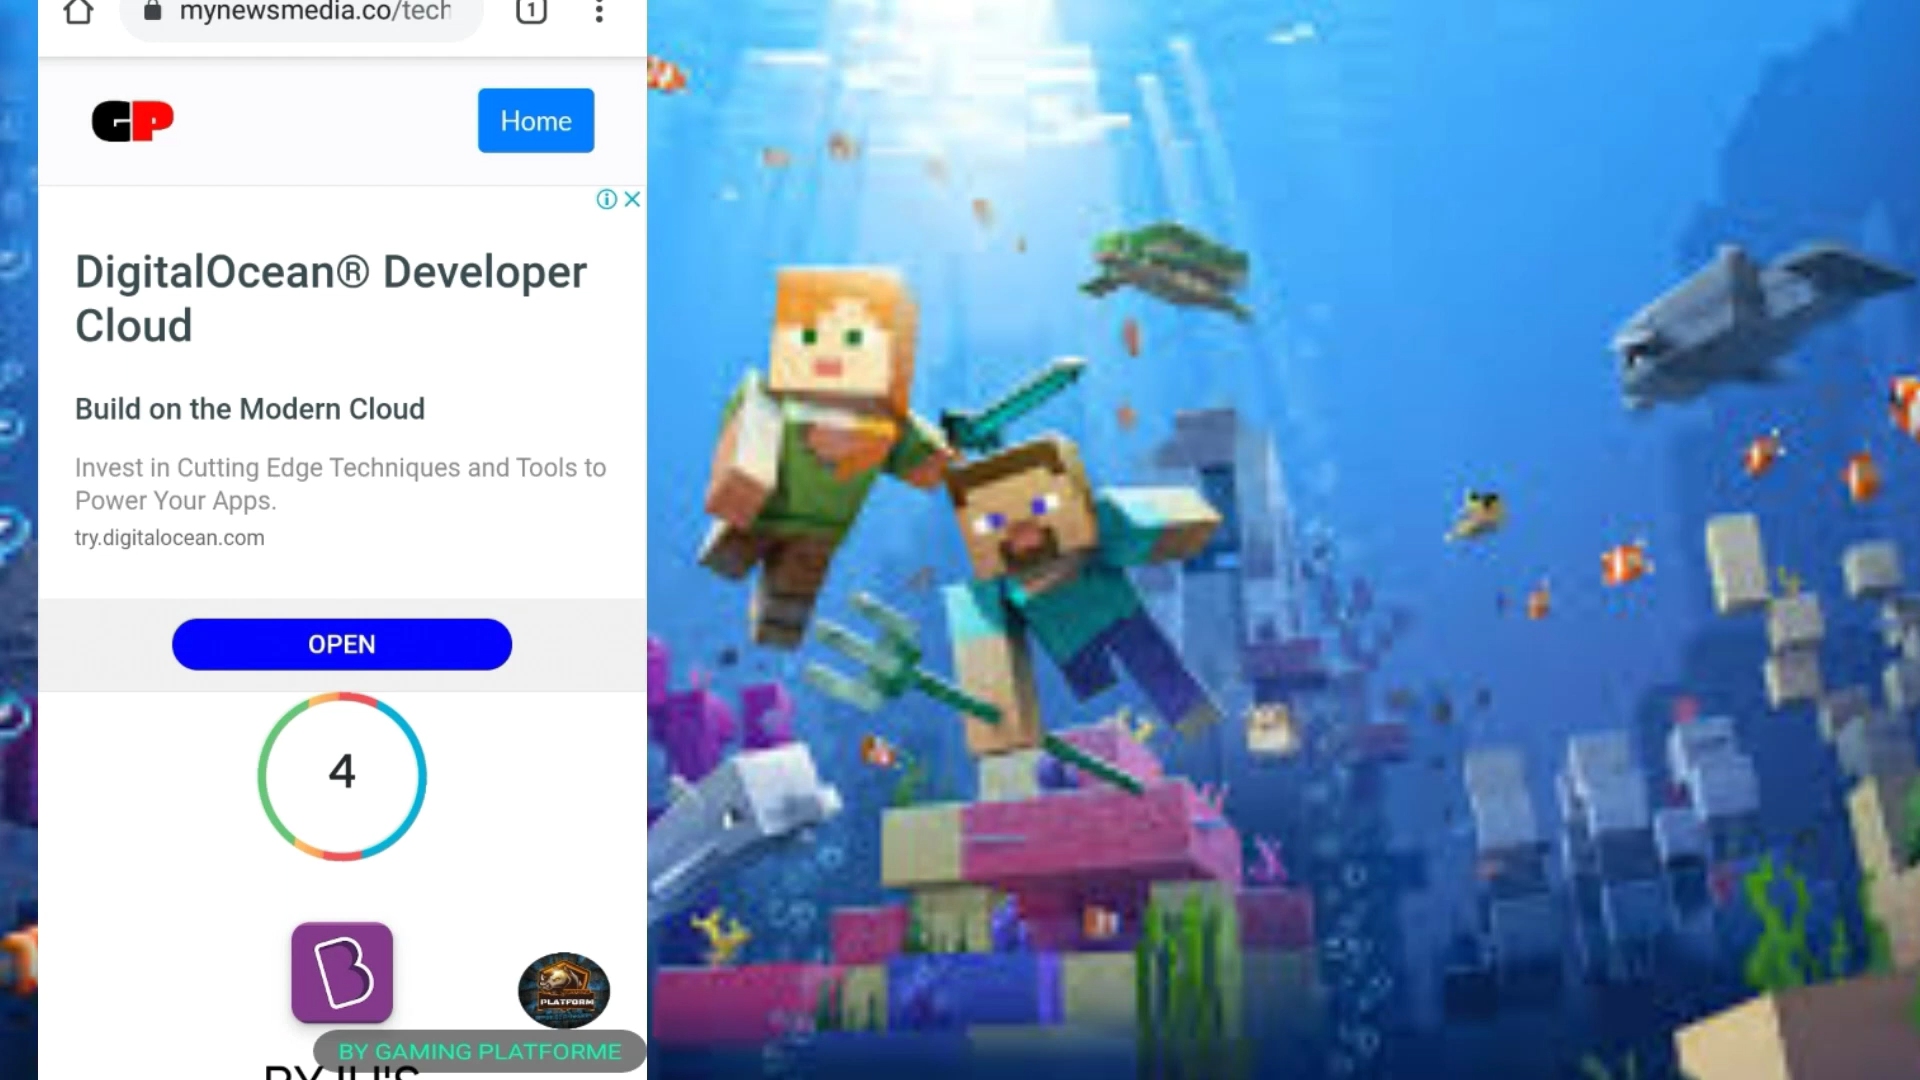 mynewsmedia.co/tech
1
GP
Home
DigitalOcean® Developer
Cloud
Build on the Modern Cloud
Invest in Cutting Edge Techniques and Tools to
Power Your Apps.
try.digitalocean.com
OPEN
4
B
PLATFORM
BY GAMING PLATFORME
BYJU'S